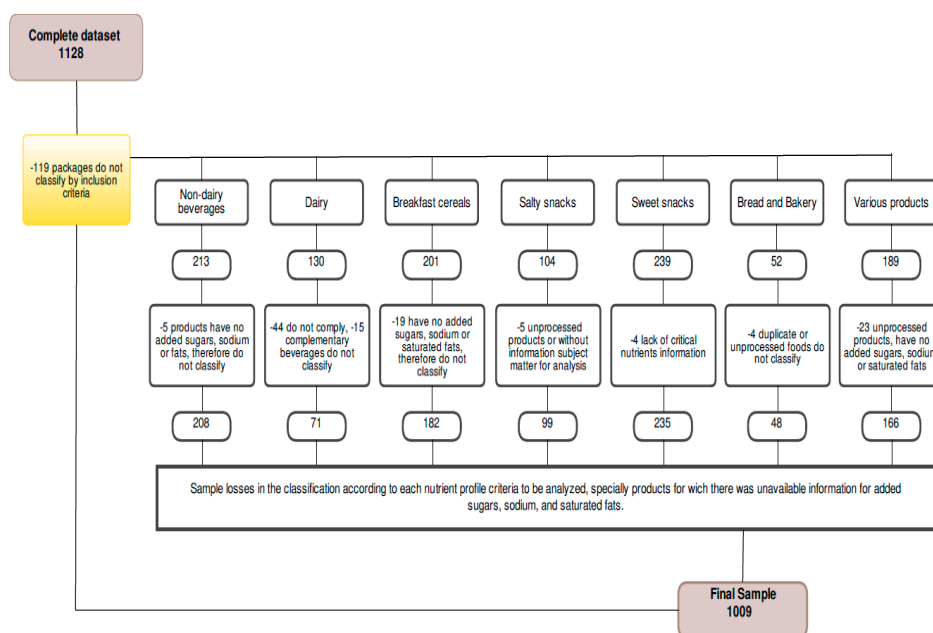 Complete dataset
1128
-119 packages do not
classify by inclusion
criteria
Non-dairy
beverages
Dairy
Breakfast cereals
Salty snacks
Sweet snacks
Bread and Bakery
Various products
213
130
201
104
239
52
189
-5 products have no
added sugars, sodium
or fats, therefore do
not classify
-44 do not comply, -15
complementary
beverages do not
classify
-19 have no added
sugars, sodium or
saturated fats,
therefore do not
classify
-5 unprocessed
products or without
information subject
matter for analysis
-4 lack of critical
nutrients information
-4 duplicate or
unprocessed foods do
not classify
-23 unprocessed
products, have no
added sugars, sodium
or saturated fats
208
71
182
99
235
48
166
Sample losses in the classification according to each nutrient profile criteria to be analyzed, specially products for wich there was unavailable information for added
sugars, sodium, and saturated fats.
Final Sample
1009